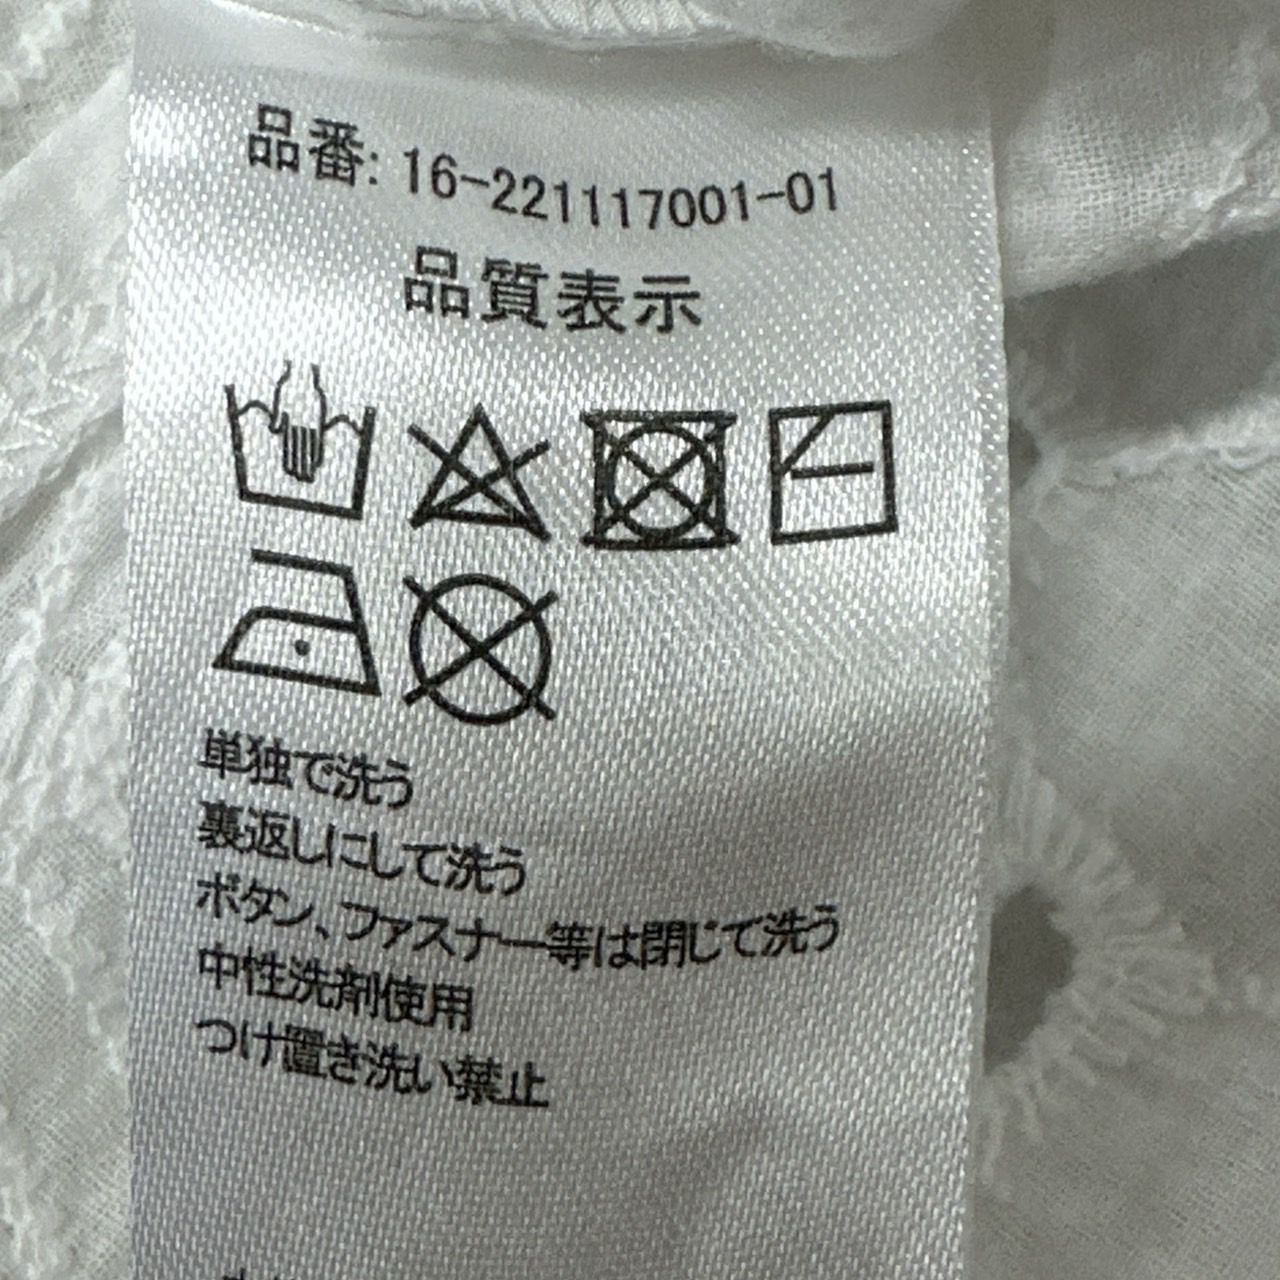 品番: 16-221117001-01
品質表示
単独で洗う
裏返しにして洗う
ボタン、ファスナー等は閉じて洗う
中性洗剤使用
つけ置き洗い禁止